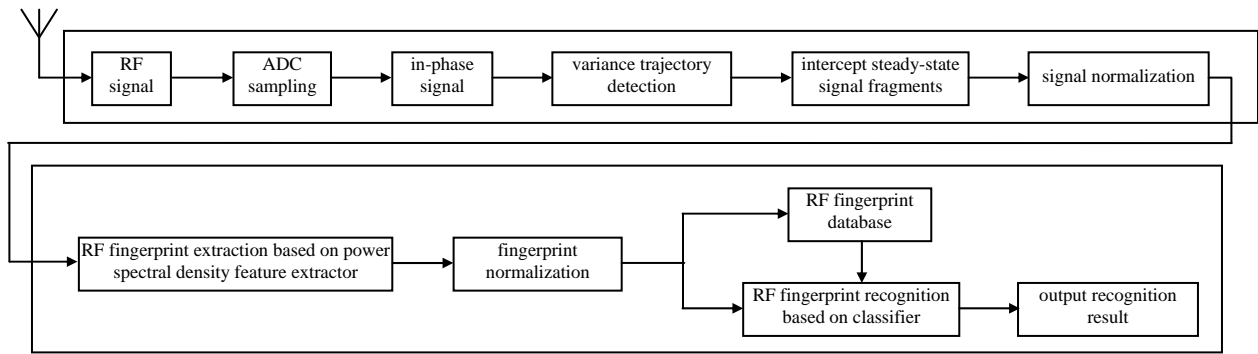 RF
signal
ADC
sampling
in-phase
signal
variance trajectory
detection
intercept steady-state
signal fragments
signal normalization
RF fingerprint extraction based on power
spectral density feature extractor
fingerprint
normalization
RF fingerprint
database
RF fingerprint recognition
based on classifier
output recognition
result